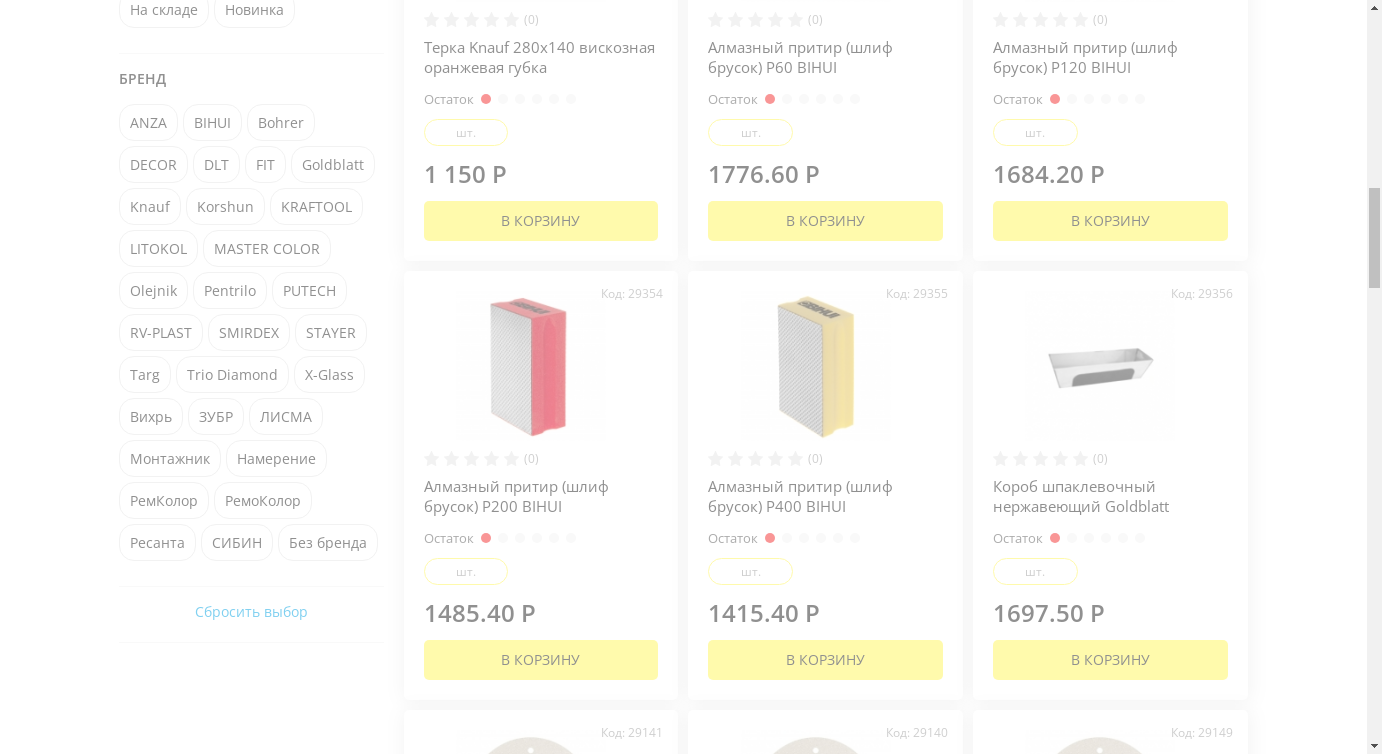 На складе Новинка
БРЕНД
ANZA BIHUI Bohrer
DECOR DLT FIT Goldblatt
Knauf Korshun KRAFTOOL
LITOKOL MASTER COLOR
Olejnik Pentrilo PUTECH
RV-PLAST SMIRDEX STAYER
Targ Trio Diamond X-Glass
Вихрь ЗУБР ЛИСМА
Монтажник Намерение
РемКолор РемоКолор
Ресанта СИБИН Без бренда
Сбросить выбор
(0)
Терка Knauf 280х140 вискозная
оранжевая губка
Остаток
шт.
1 150 Р
В КОРЗИНУ
(0)
Алмазный притир (шлиф
брусок) P60 BIHUI
Остаток
шт.
1776.60 Р
В КОРЗИНУ
(0)
Алмазный притир (шлиф
брусок) P120 BIHUI
Остаток
шт.
1684.20 Р
В КОРЗИНУ
Код: 29354
BIHUI
(0)
Алмазный притир (шлиф
брусок) P200 BIHUI
Остаток
шт.
1485.40 Р
В КОРЗИНУ
Код: 29355
BIHUI
(0)
Алмазный притир (шлиф
брусок) P400 BIHUI
Остаток
шт.
1415.40 Р
В КОРЗИНУ
Код: 29356
(0)
Короб шпаклевочный
нержавеющий Goldblatt
Остаток
шт.
1697.50 Р
В КОРЗИНУ
Код: 29141
Код: 29140
Код: 29149